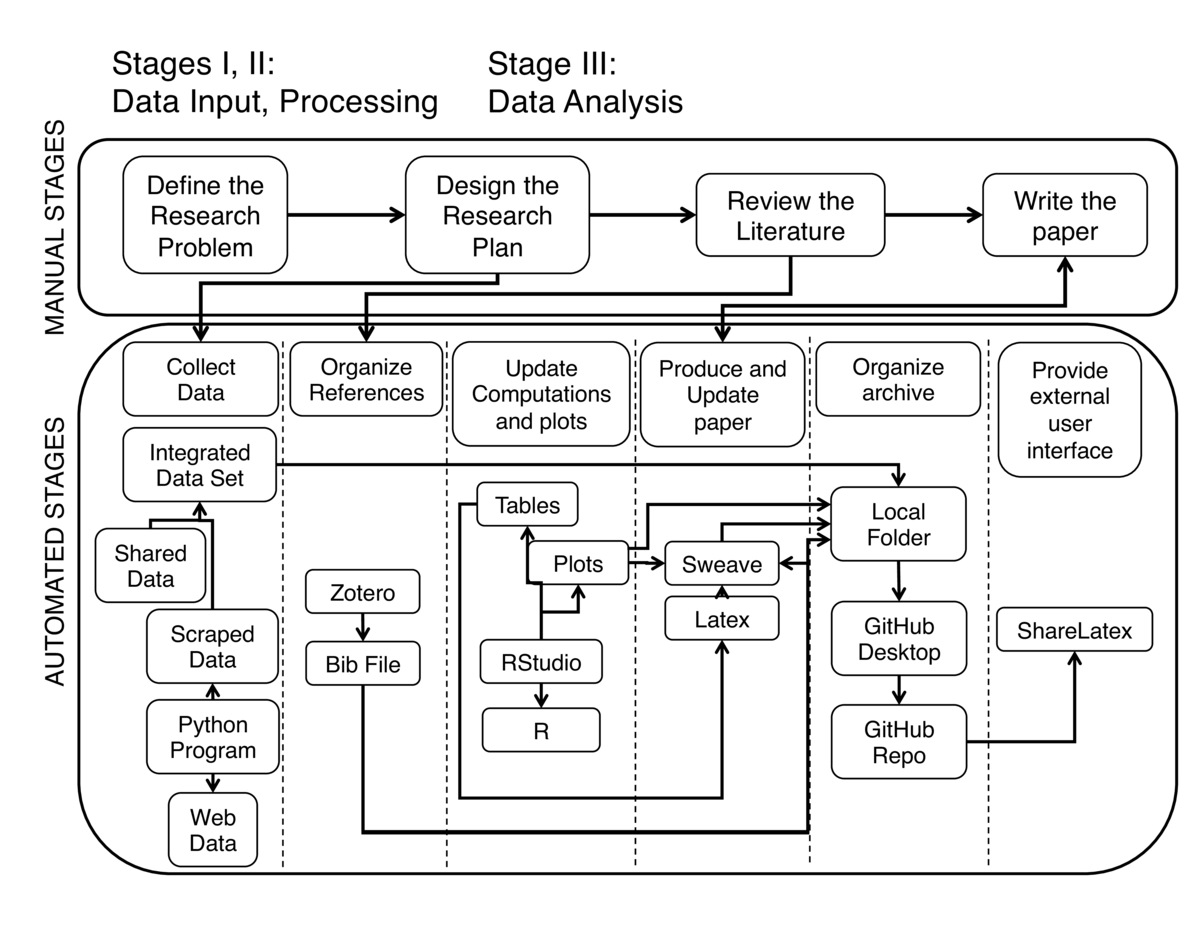 Stages I, II:
Data Input, Processing
Stage III:
Data Analysis
MANUAL STAGES
Define the
Research
Problem
Design the
Research
Plan
Review the
Literature
Write the
paper
AUTOMATED STAGES
Collect
Data
Organize
References
Update
Computations
and plots
Produce and
Update
paper
Organize
archive
Provide
external
user
interface
Integrated
Data Set
Shared
Data
Scraped
Data
Python
Program
Web
Data
Zotero
Bib File
Tables
Plots
RStudio
R
Sweave
Latex
Local
Folder
GitHub
Desktop
GitHub
Repo
ShareLatex